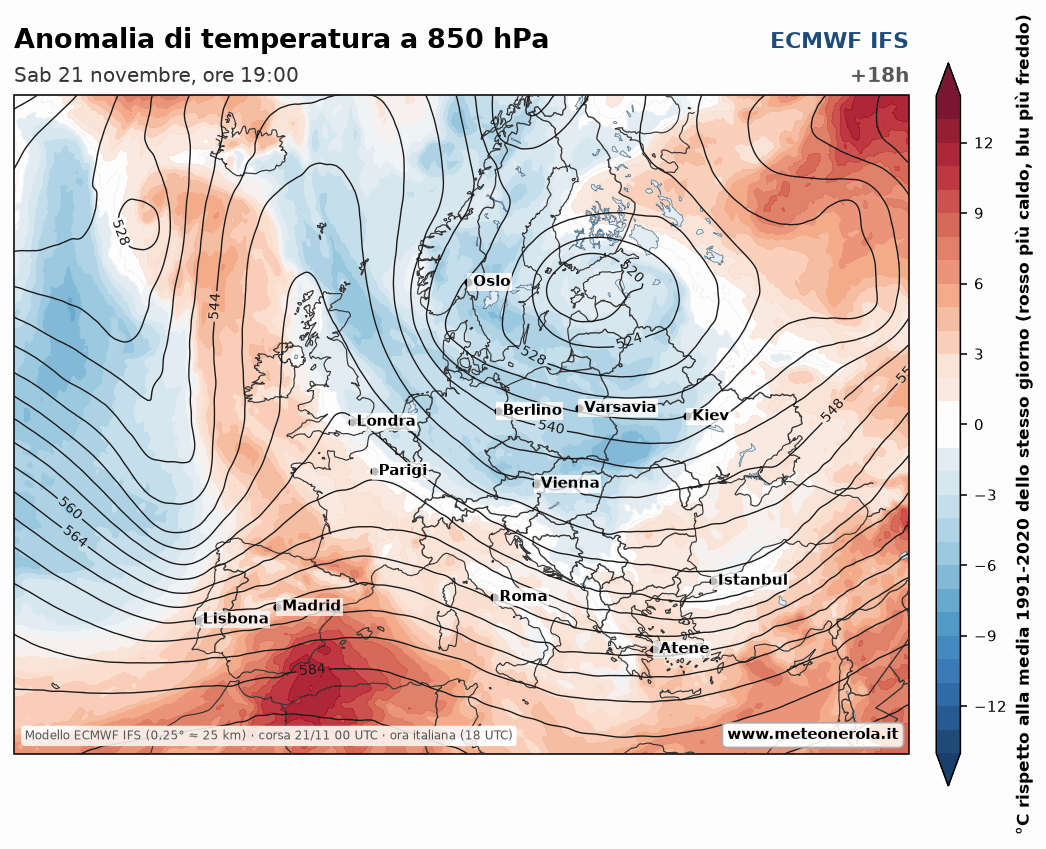 Anomalia di temperatura a 850 hPa
ECMWF IFS
Sab 21 novembre, ore 19:00
+18h
528
544
520
524
528
540
548
55
560
564
584
Oslo
Berlino
Varsavia
Kiev
Londra
Parigi
Vienna
Roma
Istanbul
Madrid
Lisbona
Atene
12
9
6
3
0
−3
−6
−9
−12
°C rispetto alla media 1991-2020 dello stesso giorno (rosso più caldo, blu più freddo)
Modello ECMWF IFS (0,25° ≈ 25 km) · corsa 21/11 00 UTC · ora italiana (18 UTC)
www.meteonerola.it